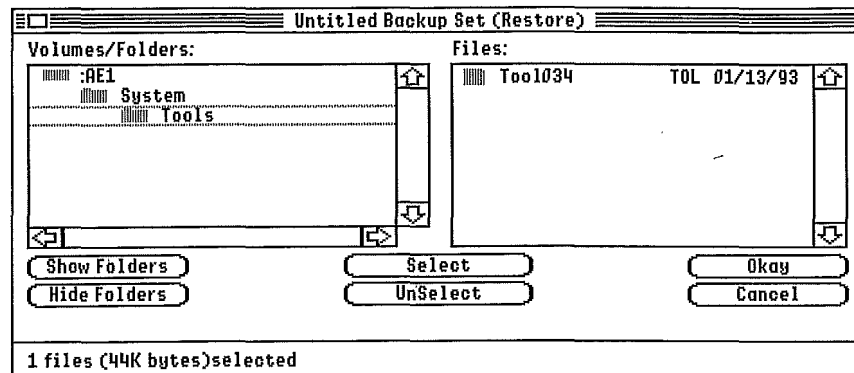 Untitled Backup Set (Restore)
Volumes/Folders:
Files:
:AE1
System
Tools
Tool034 TOL 01/13/93
Show Folders
Select
Okay
Hide Folders
UnSelect
Cancel
1 files (44K bytes)selected